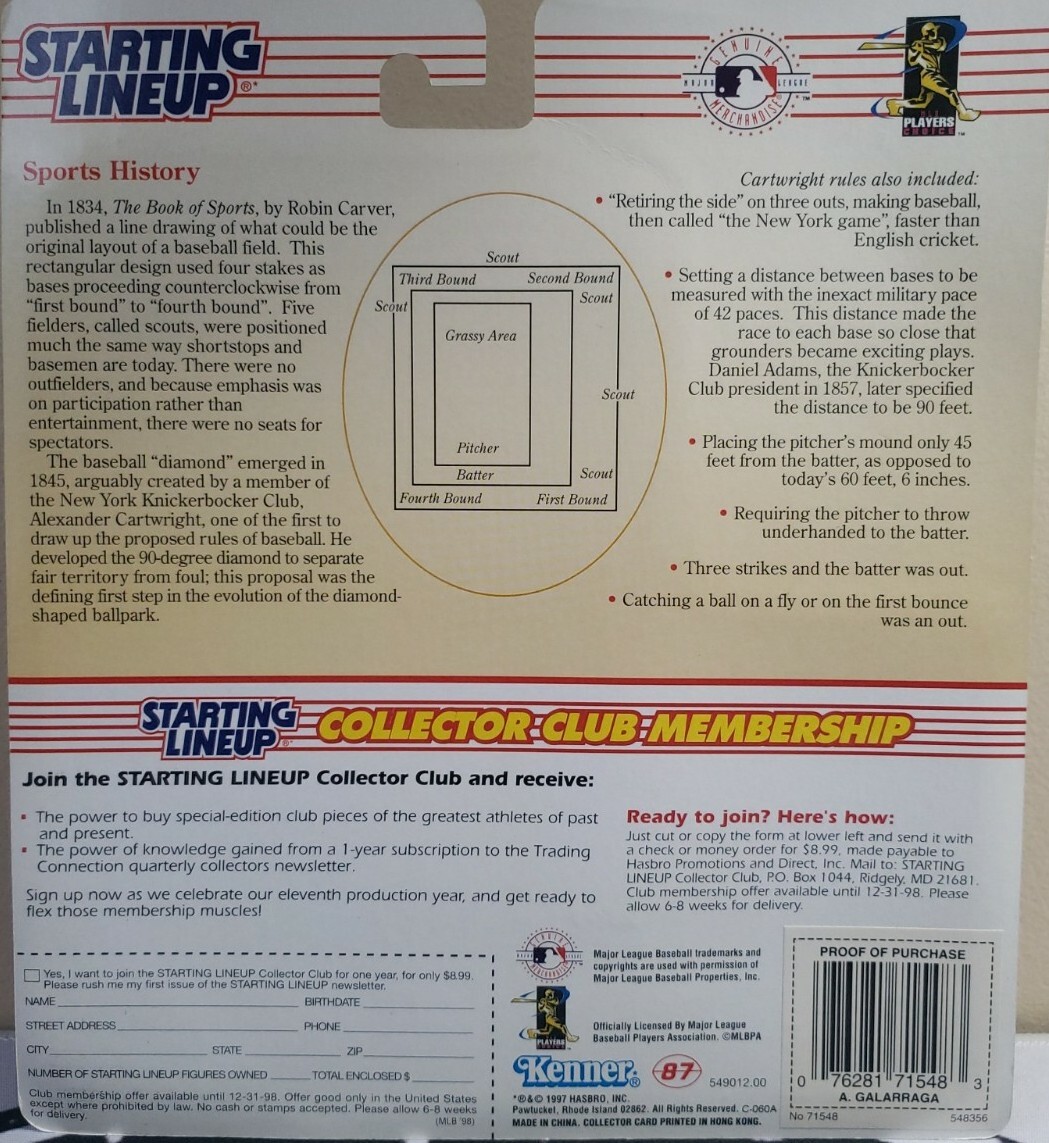 STARTING
LINEUP®*
GENUINE
MAJOR LEAGUE
MERCHANDISE™
PLAYERS
CHOICE™
Sports History
In 1834, The Book of Sports, by Robin Carver,
published a line drawing of what could be the
original layout of a baseball field. This
rectangular design used four stakes as
bases proceeding counterclockwise from
“first bound” to “fourth bound”. Five
fielders, called scouts, were positioned
much the same way shortstops and
basemen are today. There were no
outfielders, and because emphasis was
on participation rather than
entertainment, there were no seats for
spectators.
The baseball “diamond” emerged in
1845, arguably created by a member of
the New York Knickerbocker Club,
Alexander Cartwright, one of the first to
draw up the proposed rules of baseball. He
developed the 90-degree diamond to separate
fair territory from foul; this proposal was the
defining first step in the evolution of the diamond-
shaped ballpark.
Scout
Third Bound Second Bound
Scout Scout
Grassy Area
Scout
Pitcher
Batter Scout
Fourth Bound First Bound
Cartwright rules also included:
• “Retiring the side” on three outs, making baseball,
then called “the New York game”, faster than
English cricket.
• Setting a distance between bases to be
measured with the inexact military pace
of 42 paces. This distance made the
race to each base so close that
grounders became exciting plays.
Daniel Adams, the Knickerbocker
Club president in 1857, later specified
the distance to be 90 feet.
• Placing the pitcher's mound only 45
feet from the batter, as opposed to
today's 60 feet, 6 inches.
• Requiring the pitcher to throw
underhanded to the batter.
• Three strikes and the batter was out.
• Catching a ball on a fly or on the first bounce
was an out.
STARTING
LINEUP®*
COLLECTOR CLUB MEMBERSHIP
Join the STARTING LINEUP Collector Club and receive:
▪ The power to buy special-edition club pieces of the greatest athletes of past
and present.
▪ The power of knowledge gained from a 1-year subscription to the Trading
Connection quarterly collectors newsletter.
Sign up now as we celebrate our eleventh production year, and get ready to
flex those membership muscles!
Ready to join? Here's how:
Just cut or copy the form at lower left and send it with
a check or money order for $8.99, made payable to
Hasbro Promotions and Direct, Inc. Mail to: STARTING
LINEUP Collector Club, P.O. Box 1044, Ridgely, MD 21681.
Club membership offer available until 12-31-98. Please
allow 6-8 weeks for delivery.
Yes, I want to join the STARTING LINEUP Collector Club for one year, for only $8.99.
Please rush me my first issue of the STARTING LINEUP newsletter.
NAME BIRTHDATE
STREET ADDRESS PHONE
CITY STATE ZIP
NUMBER OF STARTING LINEUP FIGURES OWNED TOTAL ENCLOSED $
Club membership offer available until 12-31-98. Offer good only in the United States
except where prohibited by law. No cash or stamps accepted. Please allow 6-8 weeks
for delivery. (MLB '98)
GENUINE
MERCHANDISE
Major League Baseball trademarks and
copyrights are used with permission of
Major League Baseball Properties, Inc.
PLAYERS
CHOICE
Officially Licensed By Major League
Baseball Players Association. ©MLBPA
Kenner® 87 549012.00
*®&© 1997 HASBRO, INC.
Pawtucket, Rhode Island 02862. All Rights Reserved. C-060A
MADE IN CHINA. COLLECTOR CARD PRINTED IN HONG KONG.
PROOF OF PURCHASE
0 76281 71548 3
A. GALARRAGA
No 71548 548356